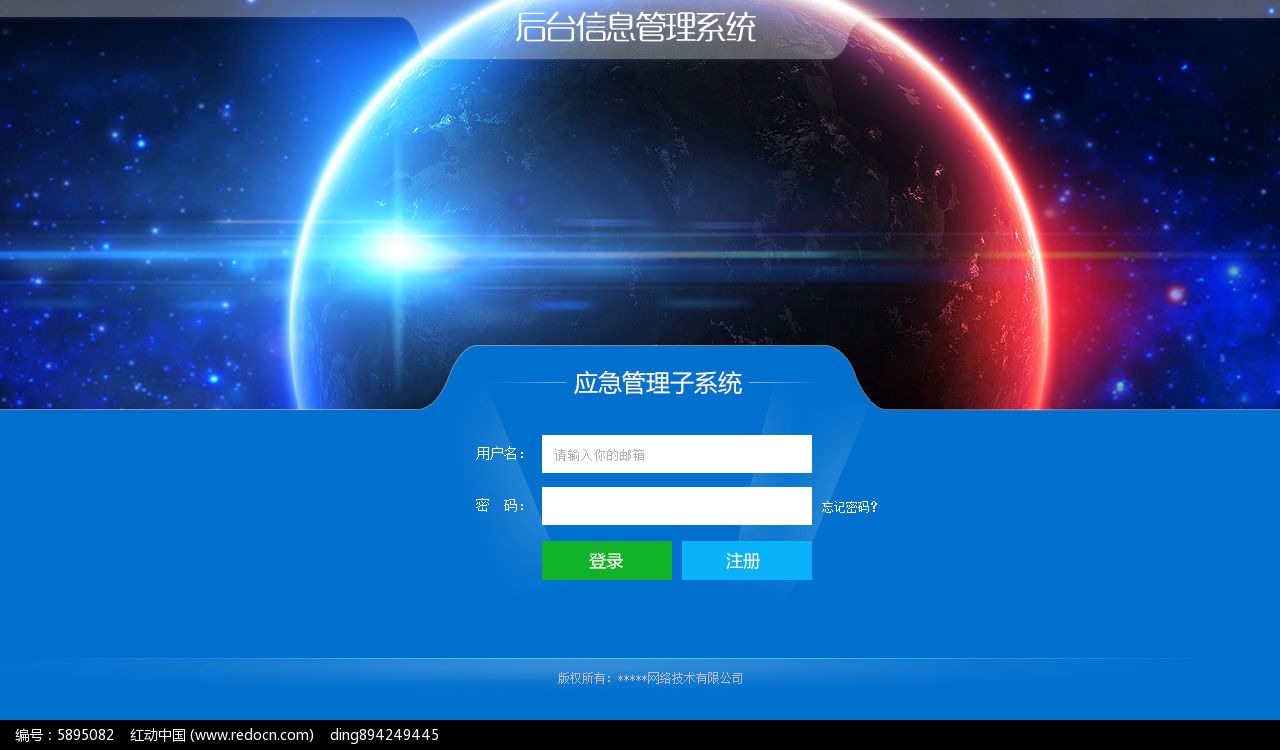 后台信息管理系统
应急管理子系统
用户名： 请输入你的邮箱
密 码： 忘记密码？
登录 注册
版权所有：*****网络技术有限公司
编号：5895082 红动中国 (www.redocn.com) ding894249445